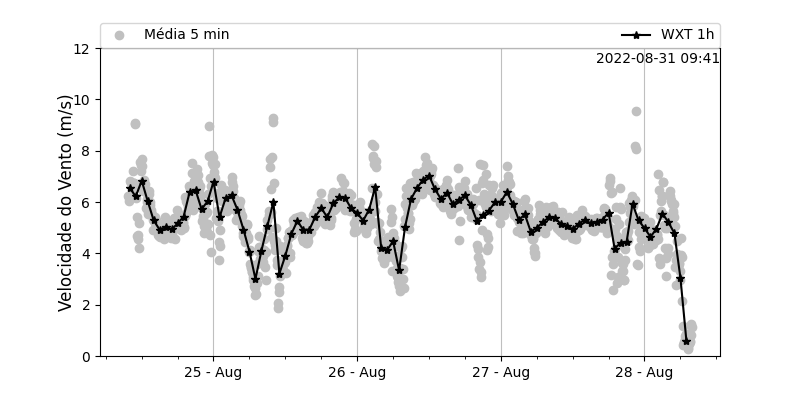 Média 5 min
WXT 1h
2022-08-31 09:41
Velocidade do Vento (m/s)
12
10
8
6
4
2
0
25 - Aug
26 - Aug
27 - Aug
28 - Aug